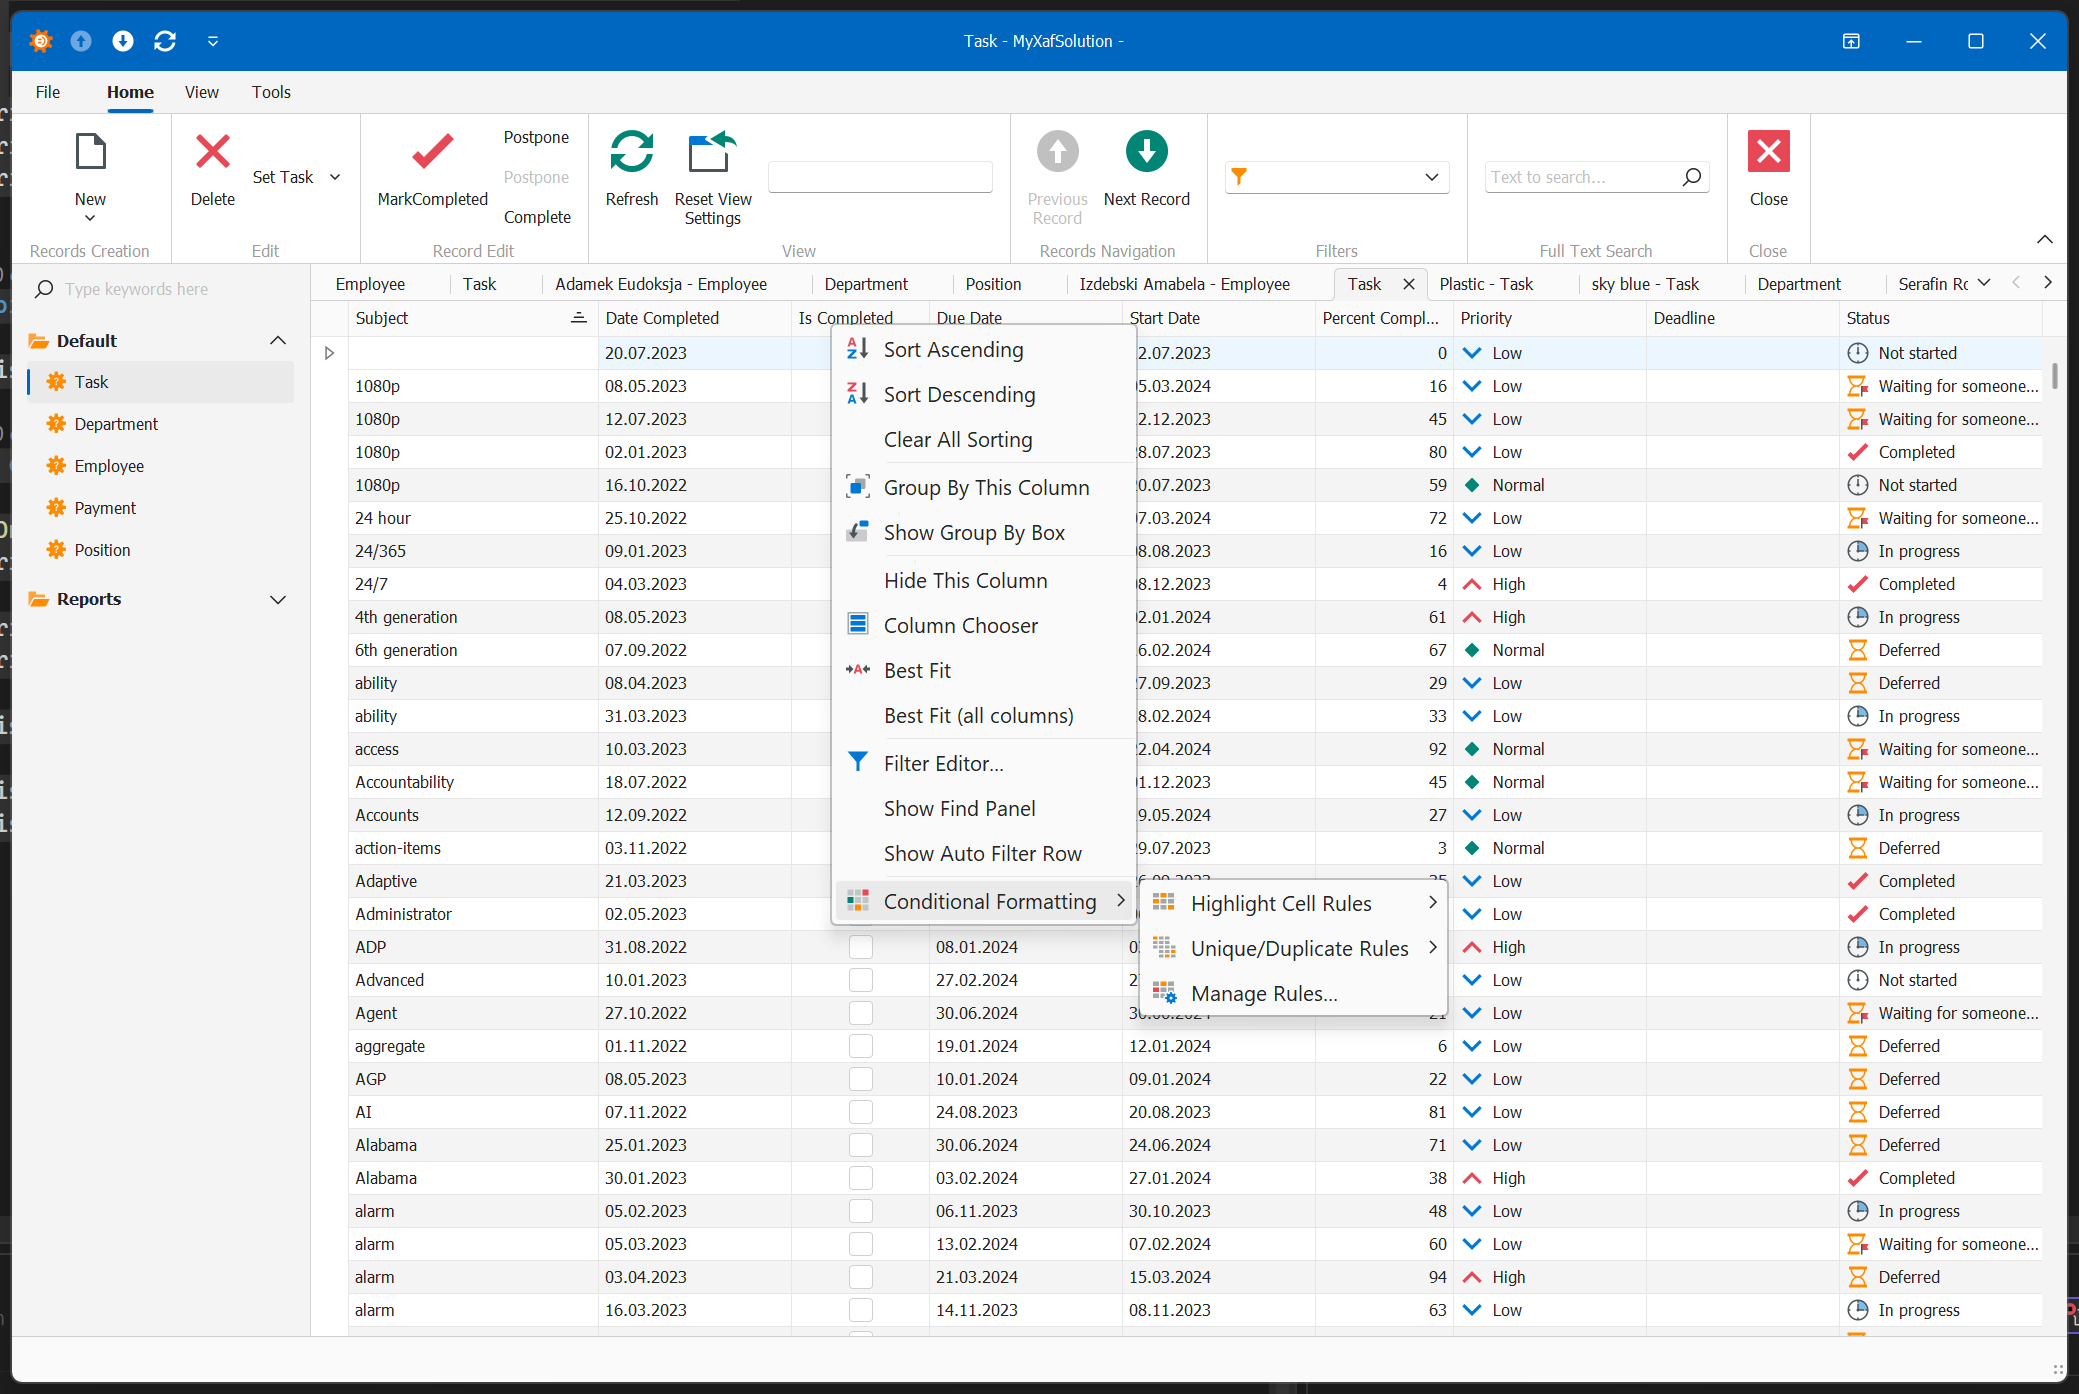 Task - MyXafSolution -
File
Home
View
Tools
New
Records Creation
Delete
Set Task
Edit
MarkCompleted
Postpone
Postpone
Complete
Record Edit
Refresh
Reset View
Settings
View
Previous
Record
Next Record
Records Navigation
Filters
Text to search...
Full Text Search
Close
Close
Type keywords here
Default
Task
Department
Employee
Payment
Position
Reports
Employee
Task
Adamek Eudoksja - Employee
Department
Position
Izdebski Amabela - Employee
Task
Plastic - Task
sky blue - Task
Department
Serafin Rc
Subject Date Completed Is Completed Due Date Start Date Percent Compl... Priority Deadline Status
20.07.2023 2.07.2023 0 Low Not started
1080p 08.05.2023 05.03.2024 16 Low Waiting for someone...
1080p 12.07.2023 2.12.2023 45 Low Waiting for someone...
1080p 02.01.2023 28.07.2023 80 Low Completed
1080p 16.10.2022 20.07.2023 59 Normal Not started
24 hour 25.10.2022 07.03.2024 72 Low Waiting for someone...
24/365 09.01.2023 08.08.2023 16 Low In progress
24/7 04.03.2023 08.12.2023 4 High Completed
4th generation 08.05.2023 02.01.2024 61 High In progress
6th generation 07.09.2022 6.02.2024 67 Normal Deferred
ability 08.04.2023 27.09.2023 29 Low Deferred
ability 31.03.2023 8.02.2024 33 Low In progress
access 10.03.2023 22.04.2024 92 Normal Waiting for someone...
Accountability 18.07.2022 01.12.2023 45 Normal Waiting for someone...
Accounts 12.09.2022 9.05.2024 27 Low In progress
action-items 03.11.2022 29.07.2023 3 Normal Deferred
Adaptive 21.03.2023 Low Completed
Administrator 02.05.2023 Low Completed
ADP 31.08.2022 08.01.2024 High In progress
Advanced 10.01.2023 27.02.2024 Low Not started
Agent 27.10.2022 30.06.2024 Low Waiting for someone...
aggregate 01.11.2022 19.01.2024 12.01.2024 6 Low Deferred
AGP 08.05.2023 10.01.2024 09.01.2024 22 Low Deferred
AI 07.11.2022 24.08.2023 20.08.2023 81 Low Deferred
Alabama 25.01.2023 30.06.2024 24.06.2024 71 Low Deferred
Alabama 30.01.2023 03.02.2024 27.01.2024 38 High Completed
alarm 05.02.2023 06.11.2023 30.10.2023 48 Low In progress
alarm 05.03.2023 13.02.2024 07.02.2024 60 Low Waiting for someone...
alarm 03.04.2023 21.03.2024 15.03.2024 94 High Deferred
alarm 16.03.2023 14.11.2023 08.11.2023 63 Low In progress
Sort Ascending
Sort Descending
Clear All Sorting
Group By This Column
Show Group By Box
Hide This Column
Column Chooser
Best Fit
Best Fit (all columns)
Filter Editor...
Show Find Panel
Show Auto Filter Row
Conditional Formatting
Highlight Cell Rules
Unique/Duplicate Rules
Manage Rules...